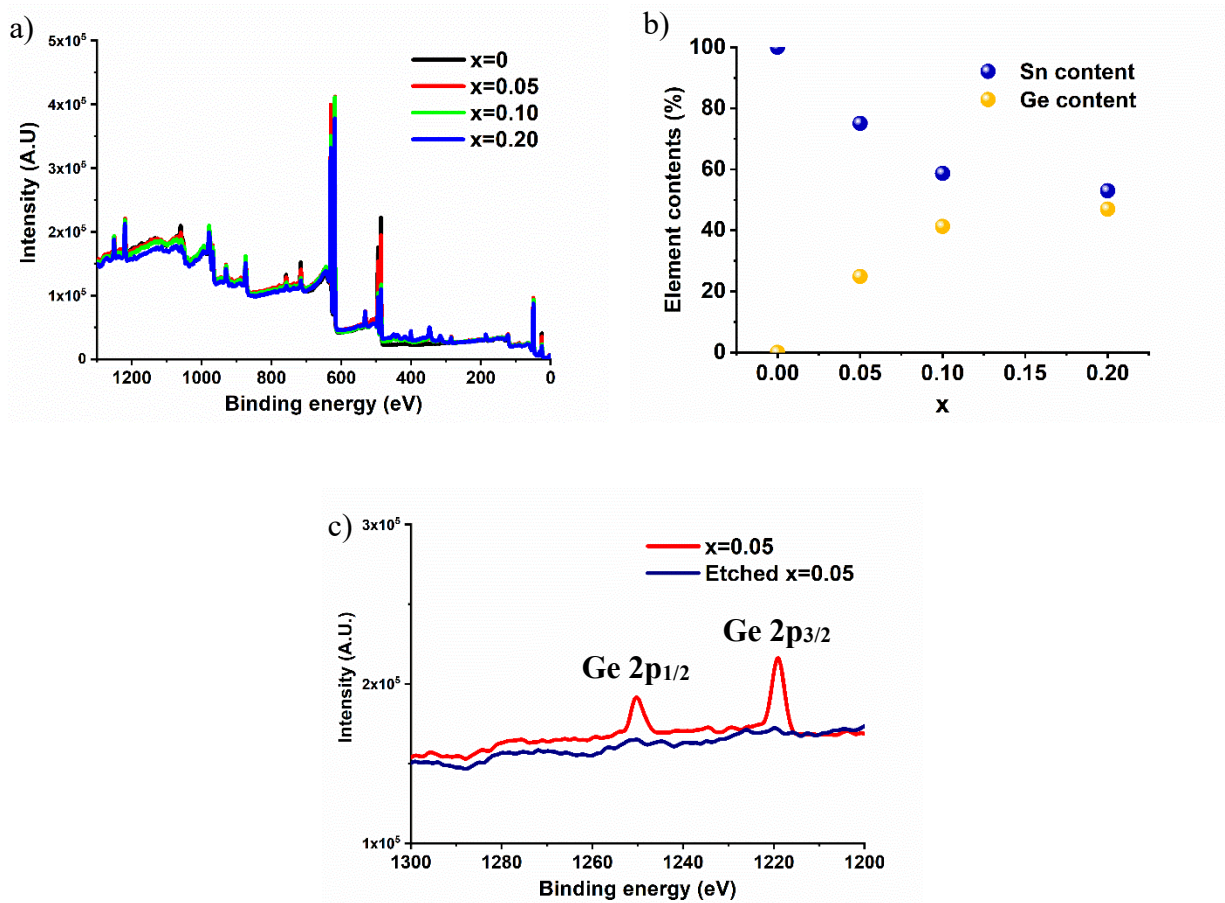 a)
5x10⁵
4x10⁵
3x10⁵
2x10⁵
1x10⁵
0
Intensity (A.U)
x=0
x=0.05
x=0.10
x=0.20
1200 1000 800 600 400 200 0
Binding energy (eV)
b)
100
80
60
40
20
0
Element contents (%)
Sn content
Ge content
0.00 0.05 0.10 0.15 0.20
x
c)
3x10⁵
2x10⁵
1x10⁵
Intensity (A.U.)
x=0.05
Etched x=0.05
Ge 2p1/2
Ge 2p3/2
1300 1280 1260 1240 1220 1200
Binding energy (eV)